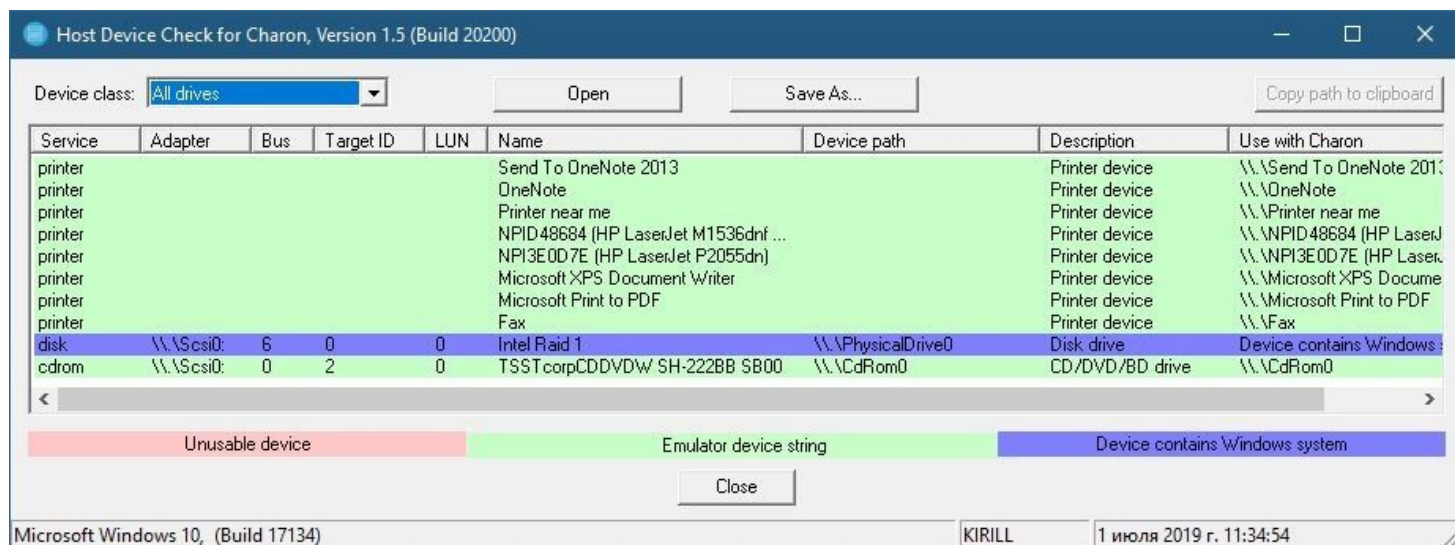 Host Device Check for Charon, Version 1.5 (Build 20200)
Device class: All drives Open Save As... Copy path to clipboard
Service Adapter Bus Target ID LUN Name Device path Description Use with Charon
printer Send To OneNote 2013 Printer device \\.\Send To OneNote 201
printer OneNote Printer device \\.\OneNote
printer Printer near me Printer device \\.\Printer near me
printer NPID48684 (HP LaserJet M1536dnf ... Printer device \\.\NPID48684 (HP LaserJ
printer NPI3E0D7E (HP LaserJet P2055dn) Printer device \\.\NPI3E0D7E (HP Laser
printer Microsoft XPS Document Writer Printer device \\.\Microsoft XPS Docume
printer Microsoft Print to PDF Printer device \\.\Microsoft Print to PDF
printer Fax Printer device \\.\Fax
disk \\.\Scsi0: 6 0 0 Intel Raid 1 \\.\PhysicalDrive0 Disk drive Device contains Windows
cdrom \\.\Scsi0: 0 2 0 TSSTcorpCDDVDW SH-222BB SB00 \\.\CdRom0 CD/DVD/BD drive \\.\CdRom0
Unusable device Emulator device string Device contains Windows system
Close
Microsoft Windows 10, (Build 17134) KIRILL 1 июля 2019 г. 11:34:54